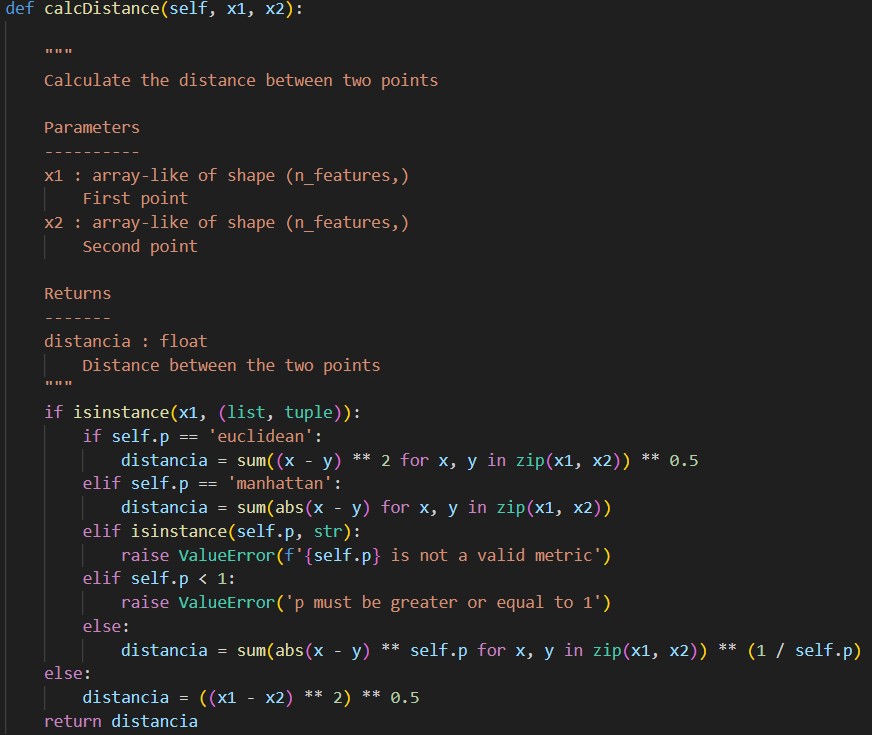 def calcDistance(self, x1, x2):
"""
Calculate the distance between two points
Parameters
----------
x1 : array-like of shape (n_features,)
First point
x2 : array-like of shape (n_features,)
Second point
Returns
-------
distancia : float
Distance between the two points
"""
if isinstance(x1, (list, tuple)):
if self.p == 'euclidean':
distancia = sum((x - y) ** 2 for x, y in zip(x1, x2)) ** 0.5
elif self.p == 'manhattan':
distancia = sum(abs(x - y) for x, y in zip(x1, x2))
elif isinstance(self.p, str):
raise ValueError(f'{self.p} is not a valid metric')
elif self.p < 1:
raise ValueError('p must be greater or equal to 1')
else:
distancia = sum(abs(x - y) ** self.p for x, y in zip(x1, x2)) ** (1 / self.p)
else:
distancia = ((x1 - x2) ** 2) ** 0.5
return distancia